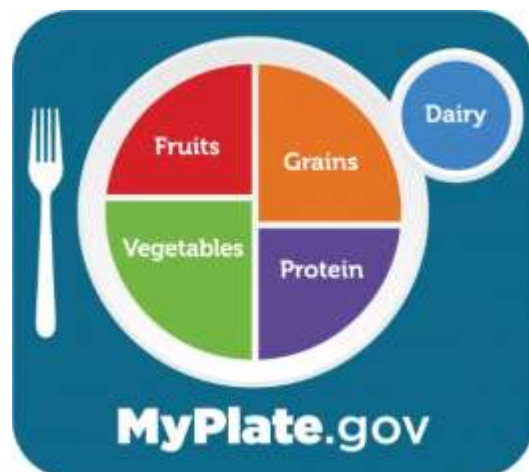 Fruits
Grains
Dairy
Vegetables
Protein
MyPlate.gov